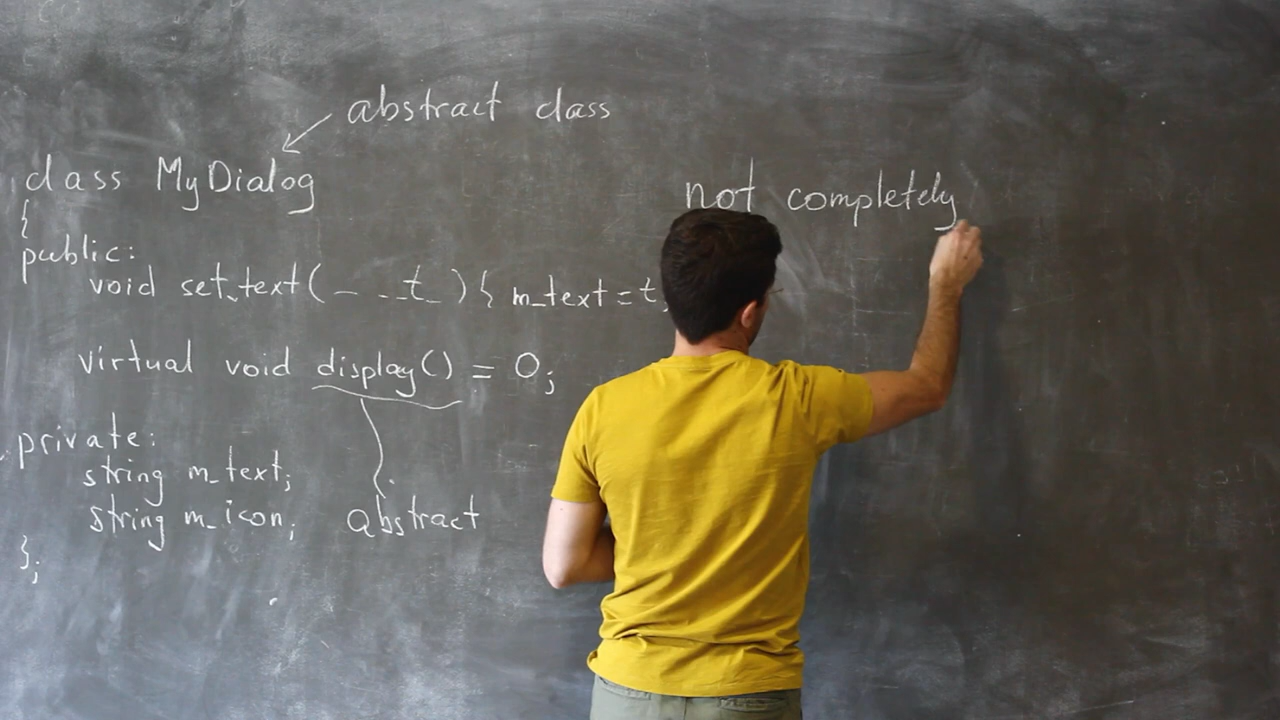 abstract class
class MyDialog
not completely
{
public:
void set_text(_ _ _t_){ m_text = t;
virtual void display() = 0;
private:
string m_text;
string m_icon;
abstract
};